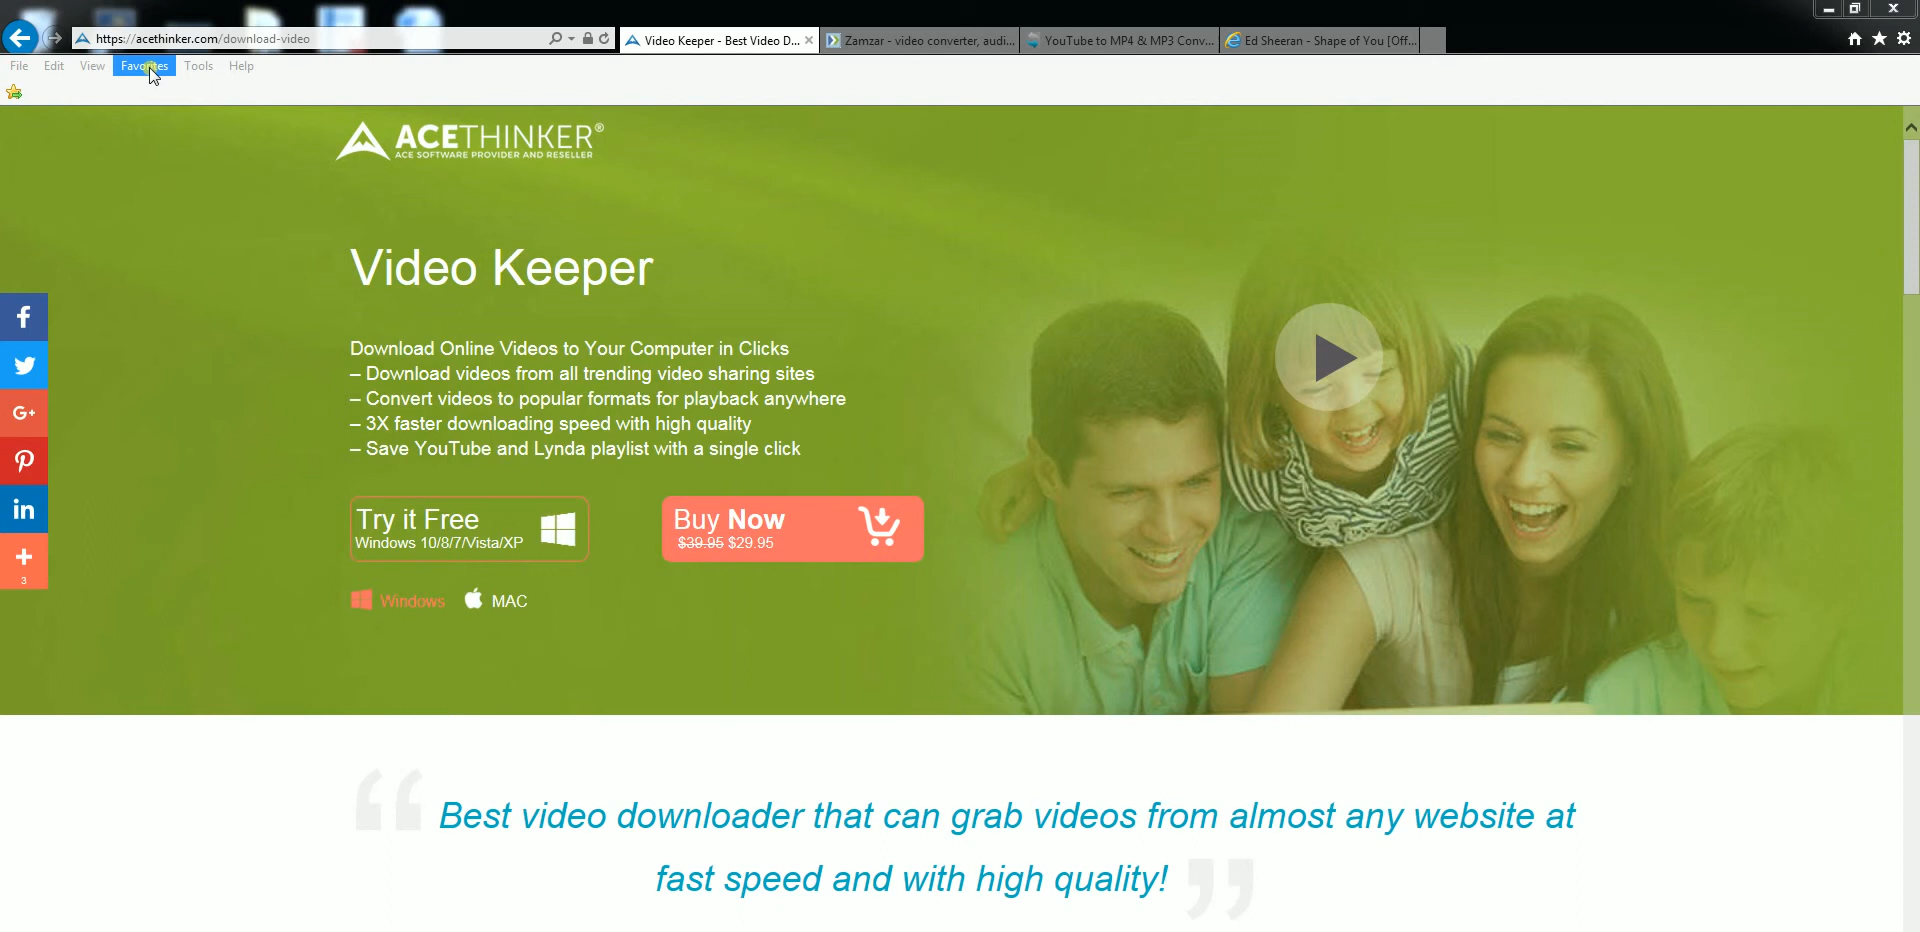 https://acethinker.com/download-video
Video Keeper - Best Video D...
Zamzar - video converter, audi...
YouTube to MP4 & MP3 Conv...
Ed Sheeran - Shape of You [Off...
File Edit View Favorites Tools Help
ACETHINKER®
ACE SOFTWARE PROVIDER AND RESELLER
Video Keeper
Download Online Videos to Your Computer in Clicks
– Download videos from all trending video sharing sites
– Convert videos to popular formats for playback anywhere
– 3X faster downloading speed with high quality
– Save YouTube and Lynda playlist with a single click
Try it Free
Windows 10/8/7/Vista/XP
Buy Now
$39.95 $29.95
Windows MAC
G+
in
3
“Best video downloader that can grab videos from almost any website at
fast speed and with high quality!”